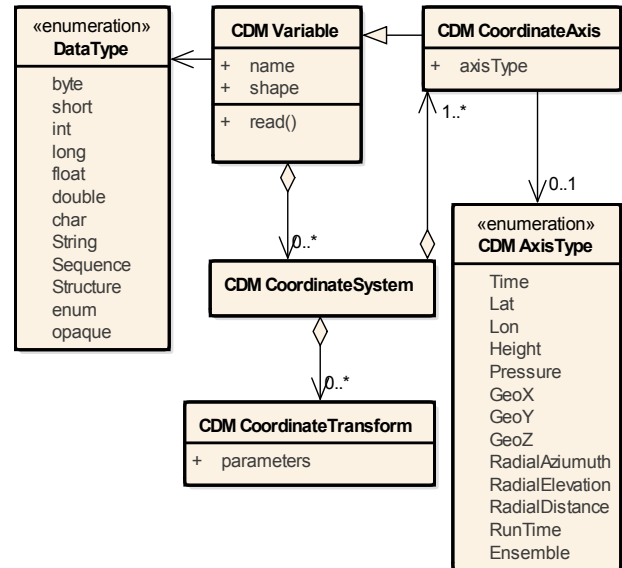 «enumeration»
DataType
byte
short
int
long
float
double
char
String
Sequence
Structure
enum
opaque
CDM Variable
+ name
+ shape
+ read()
CDM CoordinateAxis
+ axisType
1..*
0..1
0..*
CDM CoordinateSystem
0..*
CDM CoordinateTransform
+ parameters
«enumeration»
CDM AxisType
Time
Lat
Lon
Height
Pressure
GeoX
GeoY
GeoZ
RadialAziumuth
RadialElevation
RadialDistance
RunTime
Ensemble